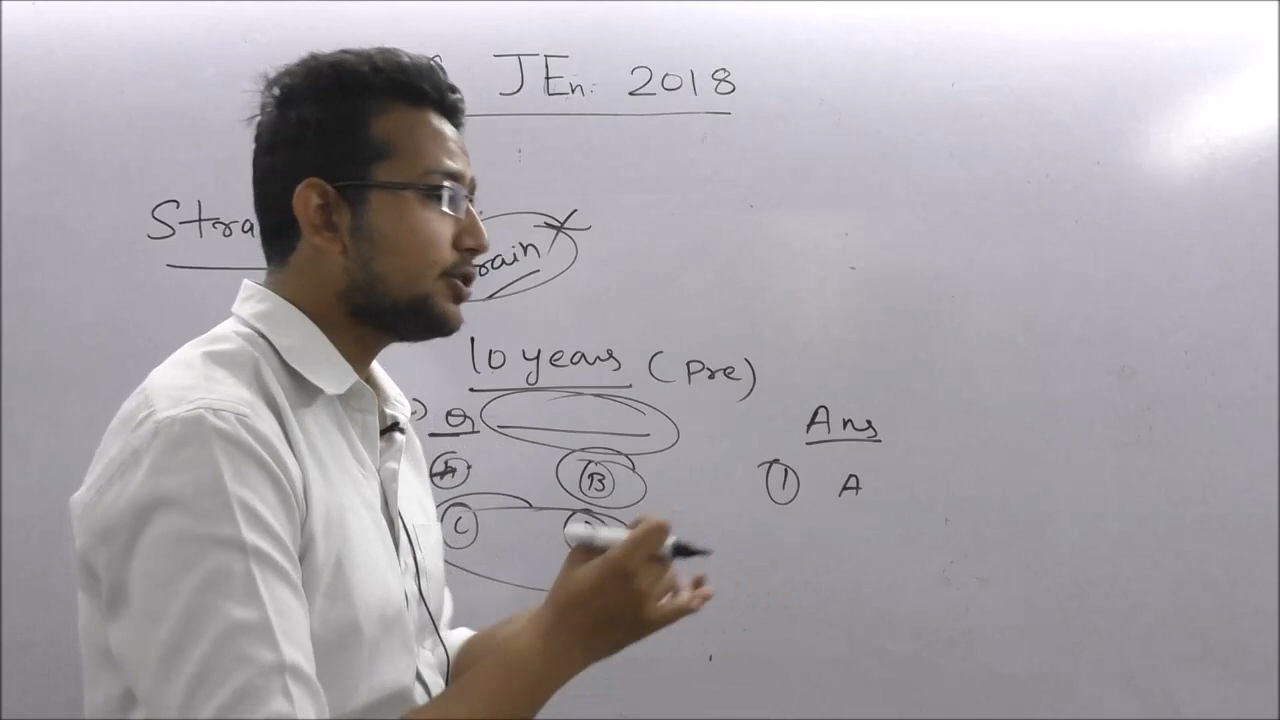 JEn. 2018
Stra rain
10 years (Pre)
Q Ans
A B 1 A
C